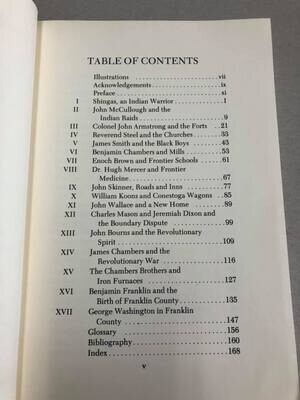 TABLE OF CONTENTS
Illustrations . . . . . . . . . . . . . . . . vii
Acknowledgements . . . . . . . . . . . . . ix
Preface . . . . . . . . . . . . . . . . . . . xi
I Shingas, an Indian Warrior . . . . . . . . 1
II John McCullough and the
Indian Raids . . . . . . . . . . . . . . 9
III Colonel John Armstrong and the Forts . . 21
IV Reverend Steel and the Churches . . . . 33
V James Smith and the Black Boys . . . . . 43
VI Benjamin Chambers and Mills . . . . . . 53
VII Enoch Brown and Frontier Schools . . . . 61
VIII Dr. Hugh Mercer and Frontier
Medicine . . . . . . . . . . . . . . . . 67
IX John Skinner, Roads and Inns . . . . . . 77
X William Koons and Conestoga Wagons . . 85
XI John Wallace and a New Home . . . . . . 89
XII Charles Mason and Jeremiah Dixon and
the Boundary Dispute . . . . . . . . . 99
XIII John Bourns and the Revolutionary
Spirit . . . . . . . . . . . . . . . . . 109
XIV James Chambers and the
Revolutionary War . . . . . . . . . . . 116
XV The Chambers Brothers and
Iron Furnaces . . . . . . . . . . . . . 127
XVI Benjamin Franklin and the
Birth of Franklin County . . . . . . . . 135
XVII George Washington in Franklin
County . . . . . . . . . . . . . . . . . 147
Glossary . . . . . . . . . . . . . . . . . . 156
Bibliography . . . . . . . . . . . . . . . . 160
Index . . . . . . . . . . . . . . . . . . . . 168
v